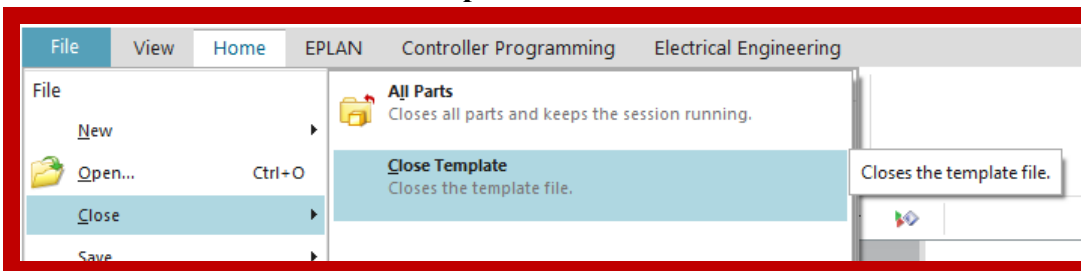 File View Home EPLAN Controller Programming Electrical Engineering
File
New
Open... Ctrl+O
Close
Save
All Parts
Closes all parts and keeps the session running.
Close Template
Closes the template file.
Closes the template file.